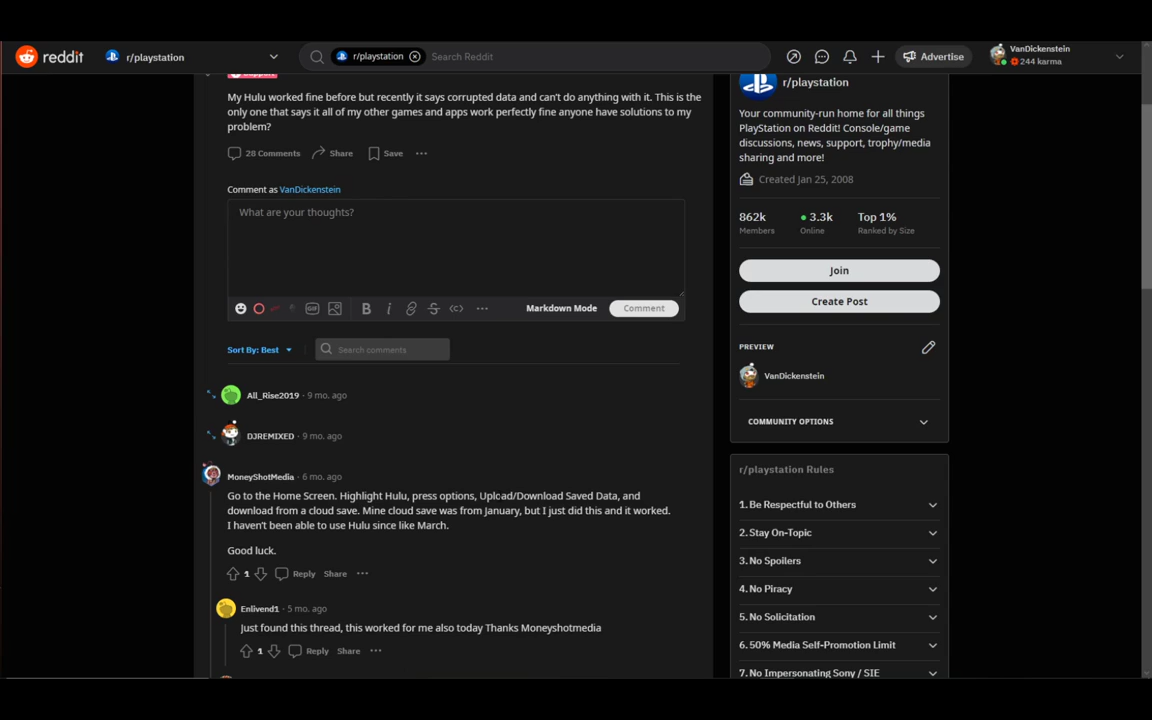 reddit
r/playstation
r/playstation
Search Reddit
Advertise
VanDickenstein
244 karma
My Hulu worked fine before but recently it says corrupted data and can't do anything with it. This is the
only one that says it all of my other games and apps work perfectly fine anyone have solutions to my
problem?
28 Comments
Share
Save
Comment as VanDickenstein
What are your thoughts?
GIF
B
i
S
Markdown Mode
Comment
Sort By: Best
Search comments
All_Rise2019 · 9 mo. ago
DJREMIXED · 9 mo. ago
MoneyShotMedia · 6 mo. ago
Go to the Home Screen. Highlight Hulu, press options, Upload/Download Saved Data, and
download from a cloud save. Mine cloud save was from January, but I just did this and it worked.
I haven't been able to use Hulu since like March.
Good luck.
1
Reply
Share
Enlivend1 · 5 mo. ago
Just found this thread, this worked for me also today Thanks Moneyshotmedia
1
Reply
Share
r/playstation
Your community-run home for all things
PlayStation on Reddit! Console/game
discussions, news, support, trophy/media
sharing and more!
Created Jan 25, 2008
862k
3.3k
Top 1%
Members
Online
Ranked by Size
Join
Create Post
PREVIEW
VanDickenstein
COMMUNITY OPTIONS
r/playstation Rules
1. Be Respectful to Others
2. Stay On-Topic
3. No Spoilers
4. No Piracy
5. No Solicitation
6. 50% Media Self-Promotion Limit
7. No Impersonating Sony / SIE